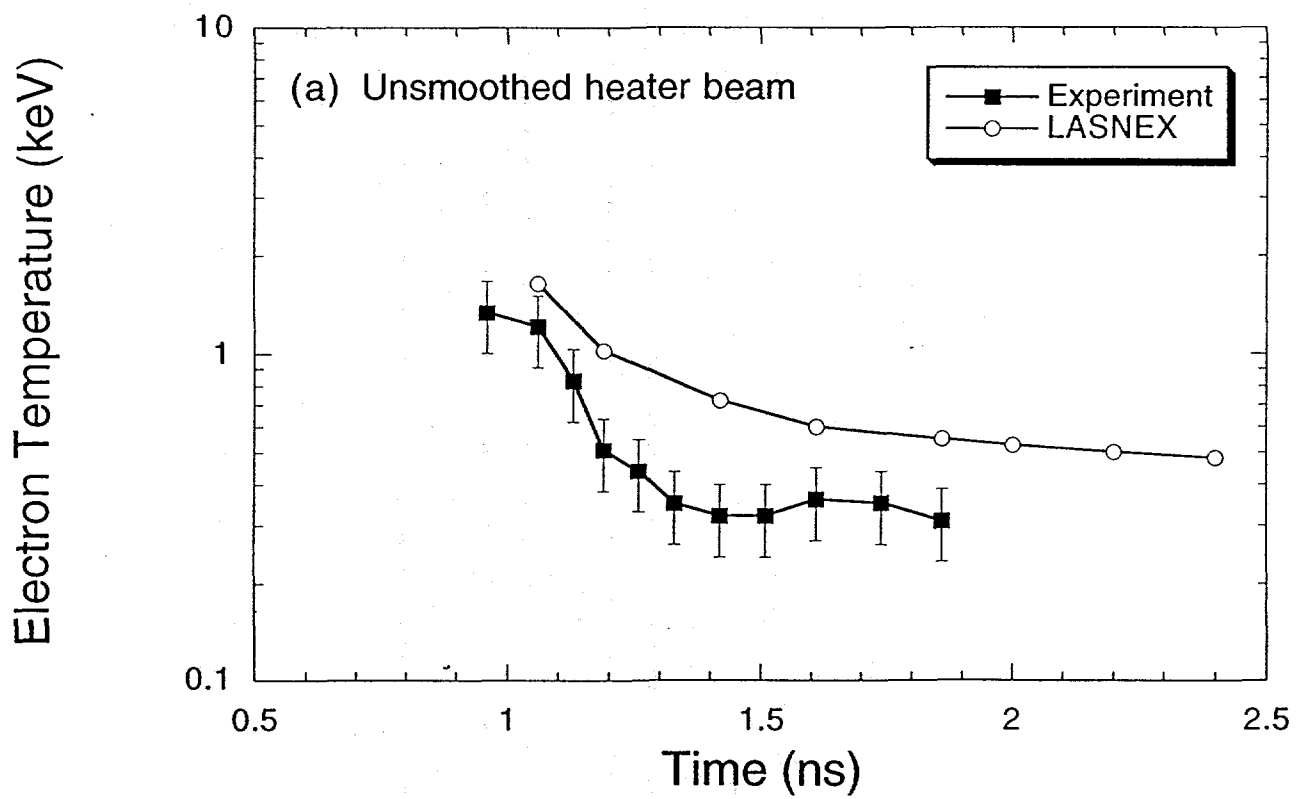 10
(a) Unsmoothed heater beam
Experiment
LASNEX
Electron Temperature (keV)
1
0.1
0.5
1
1.5
2
2.5
Time (ns)